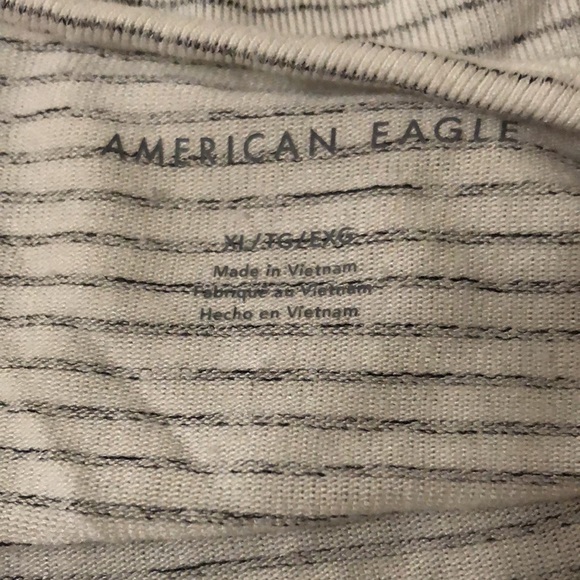 AMERICAN EAGLE
XL/TG/EXG
Made in Vietnam
Fabriqué au Vietnam
Hecho en Vietnam